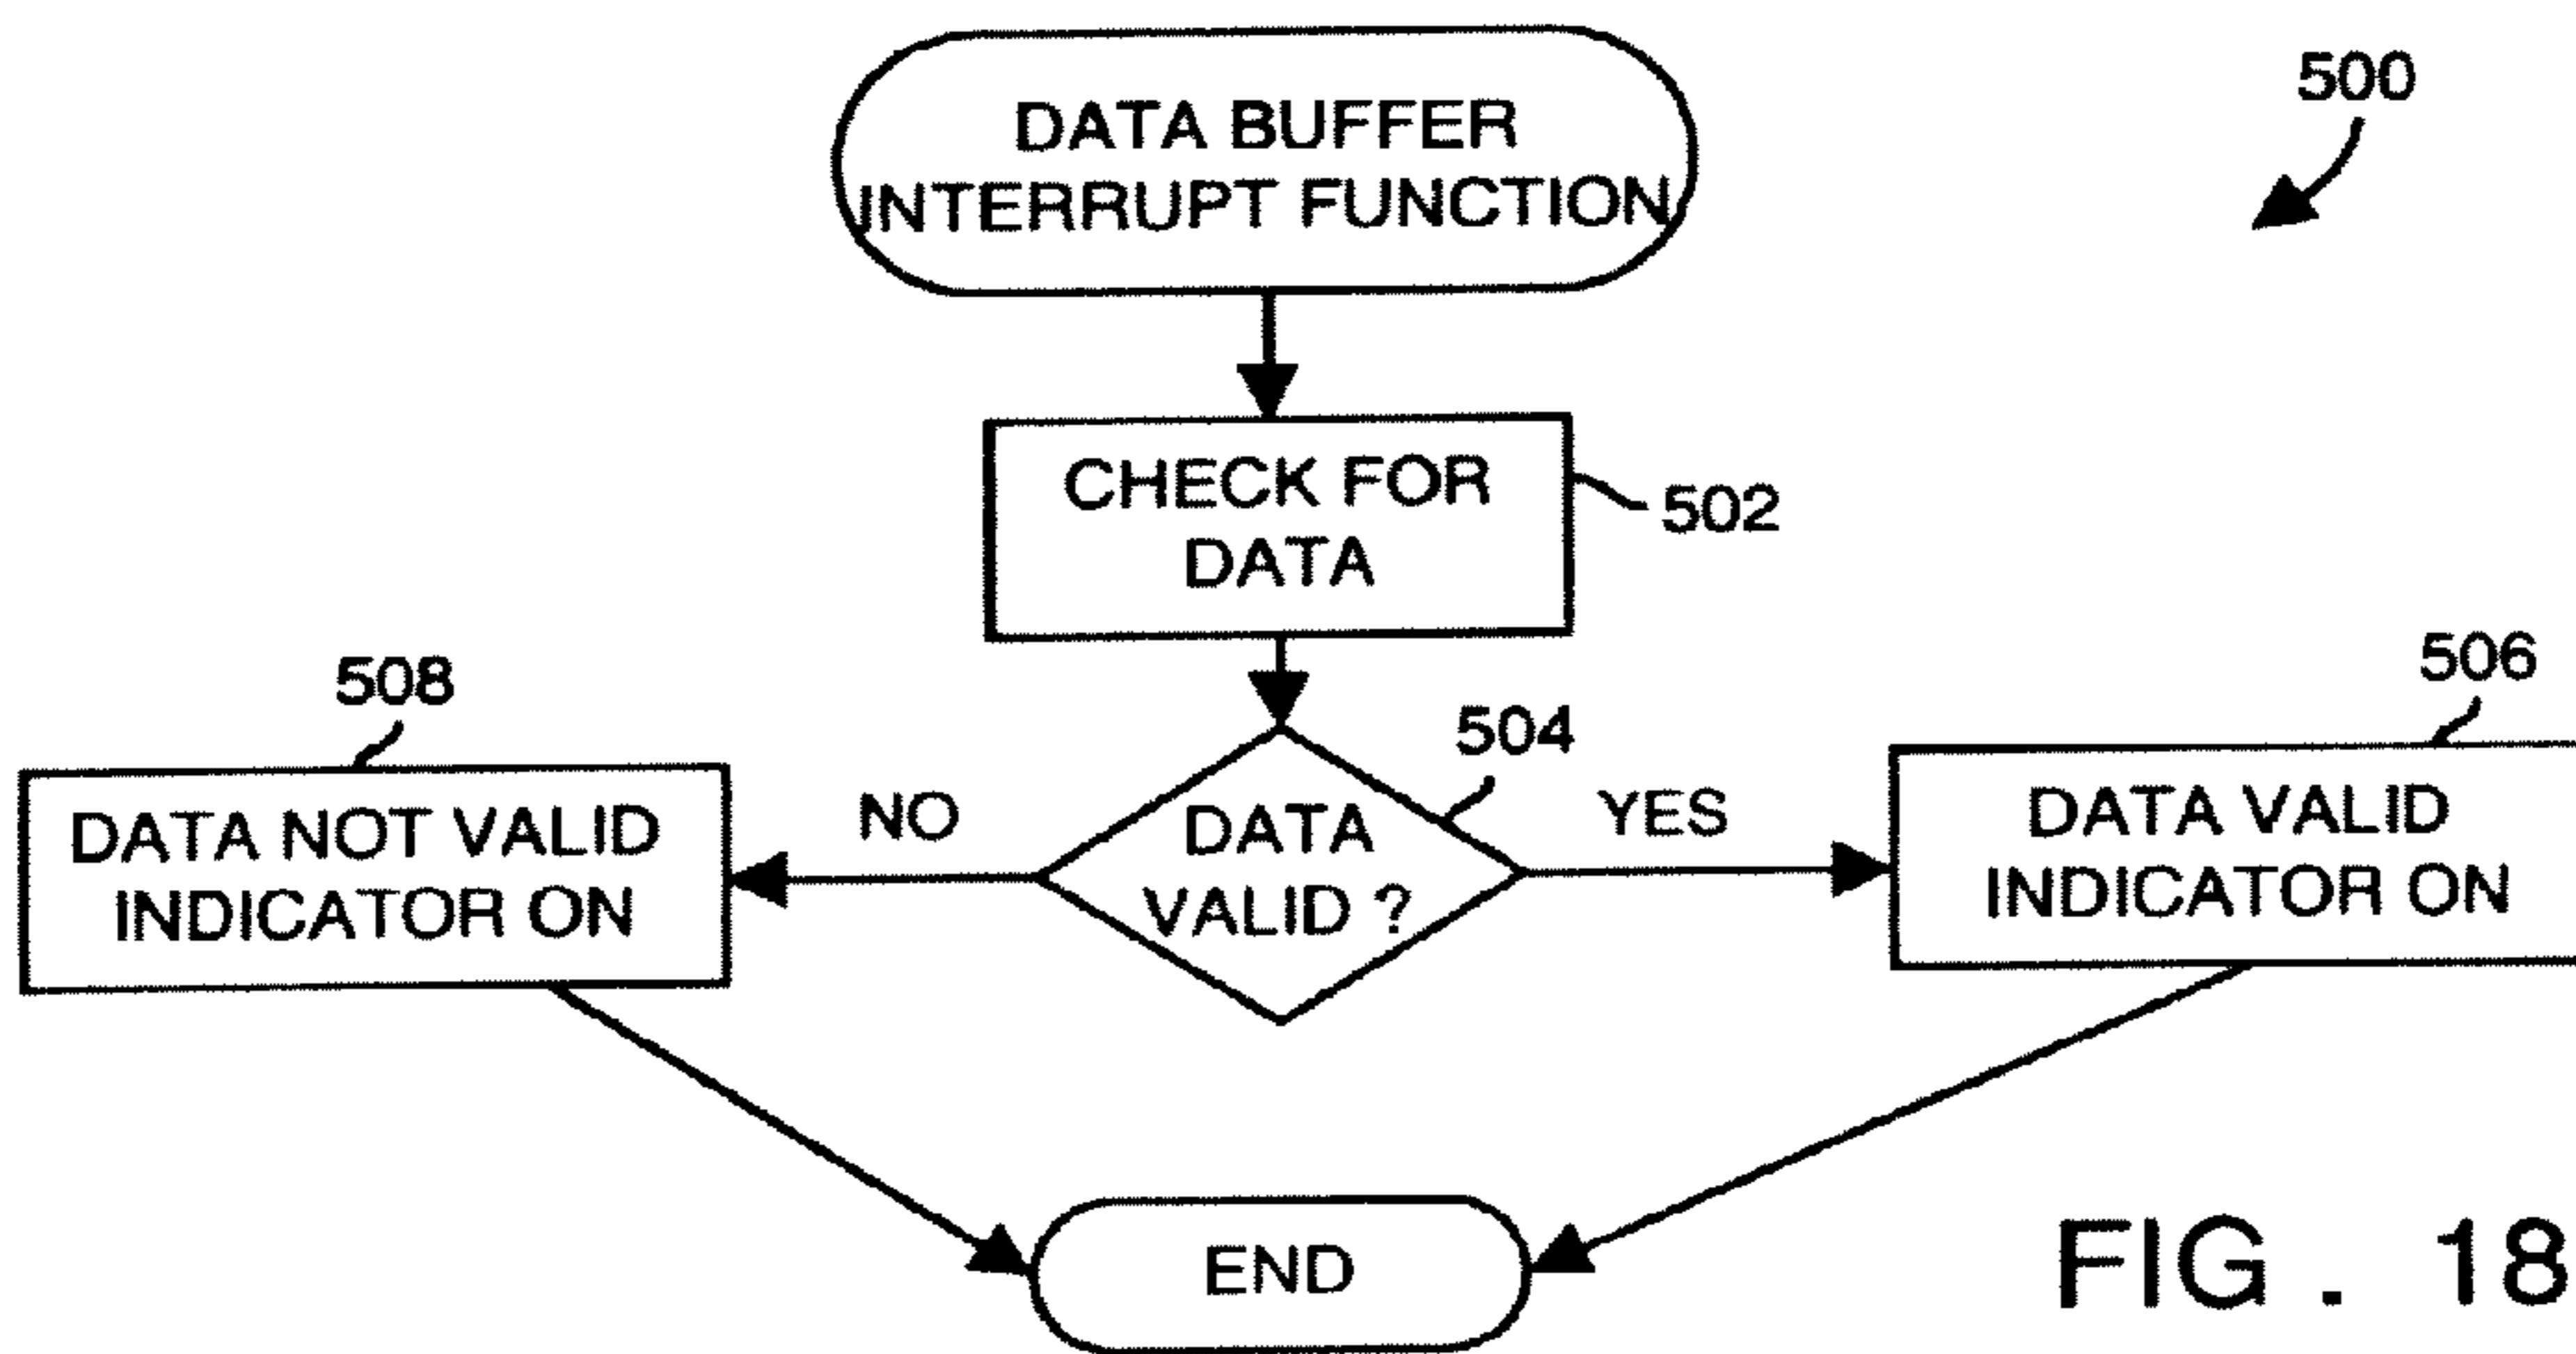 DATA BUFFER
INTERRUPT FUNCTION
500
CHECK FOR
DATA
502
508
504
506
DATA NOT VALID
INDICATOR ON
NO
DATA
VALID ?
YES
DATA VALID
INDICATOR ON
END
FIG . 18